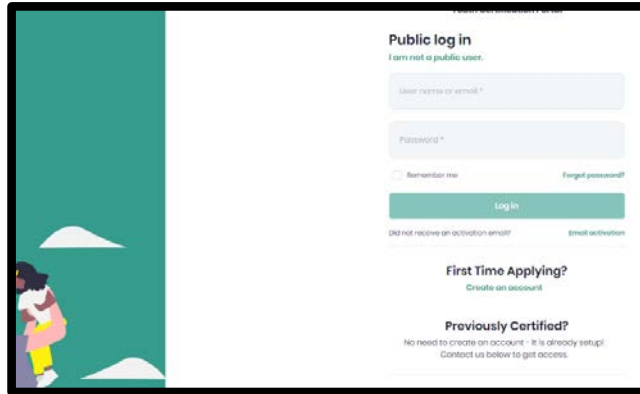 Public log in
I am not a public user.
User name or email *
Password *
Remember me Forgot password?
Log in
Did not receive an activation email? Email activation
First Time Applying?
Create an account
Previously Certified?
No need to create an account - It is already setup!
Contact us below to get access.